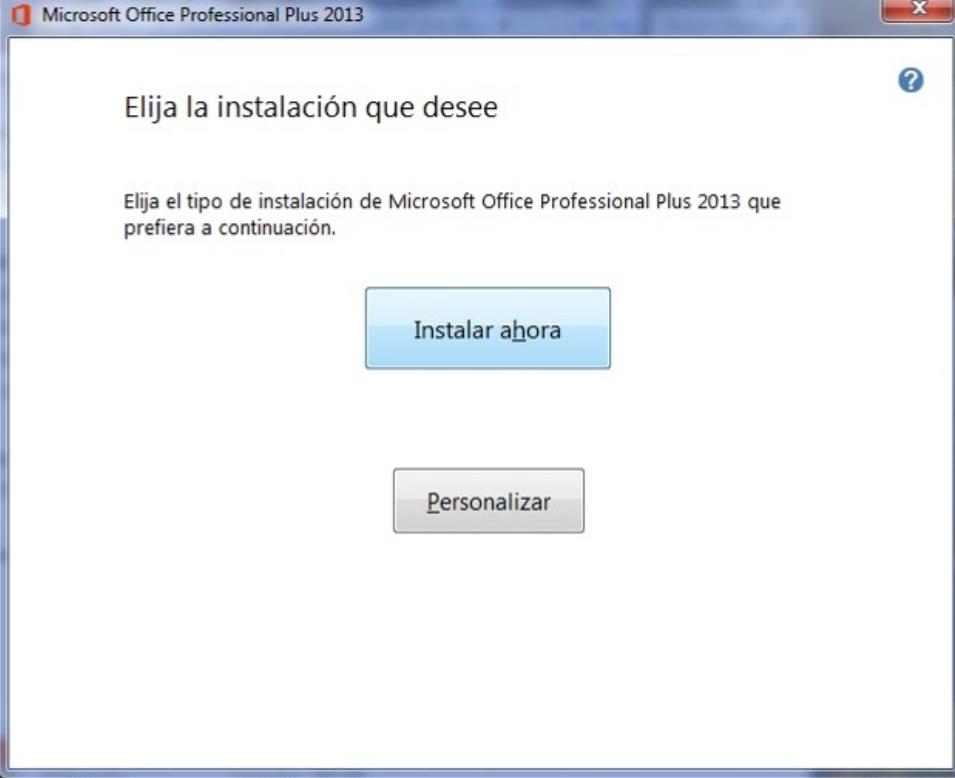 Microsoft Office Professional Plus 2013
Elija la instalación que desee
Elija el tipo de instalación de Microsoft Office Professional Plus 2013 que
prefiera a continuación.
Instalar ahora
Personalizar